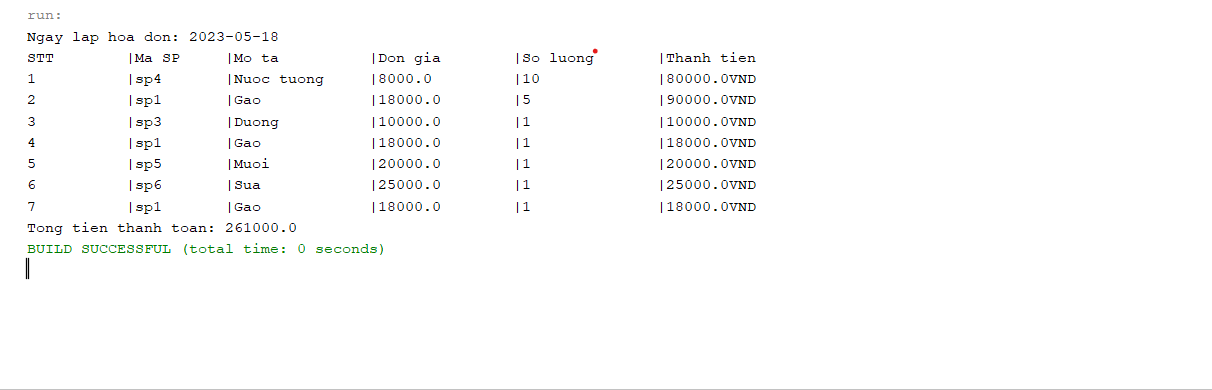 run:
Ngay lap hoa don: 2023-05-18
STT |Ma SP |Mo ta |Don gia |So luong |Thanh tien
1 |sp4 |Nuoc tuong |8000.0 |10 |80000.0VND
2 |sp1 |Gao |18000.0 |5 |90000.0VND
3 |sp3 |Duong |10000.0 |1 |10000.0VND
4 |sp1 |Gao |18000.0 |1 |18000.0VND
5 |sp5 |Muoi |20000.0 |1 |20000.0VND
6 |sp6 |Sua |25000.0 |1 |25000.0VND
7 |sp1 |Gao |18000.0 |1 |18000.0VND
Tong tien thanh toan: 261000.0
BUILD SUCCESSFUL (total time: 0 seconds)